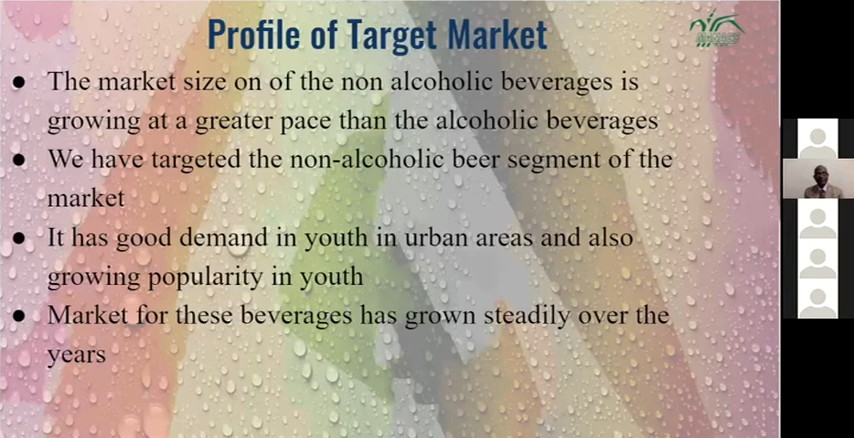 Profile of Target Market
● The market size on of the non alcoholic beverages is
growing at a greater pace than the alcoholic beverages
● We have targeted the non-alcoholic beer segment of the
market
● It has good demand in youth in urban areas and also
growing popularity in youth
● Market for these beverages has grown steadily over the
years